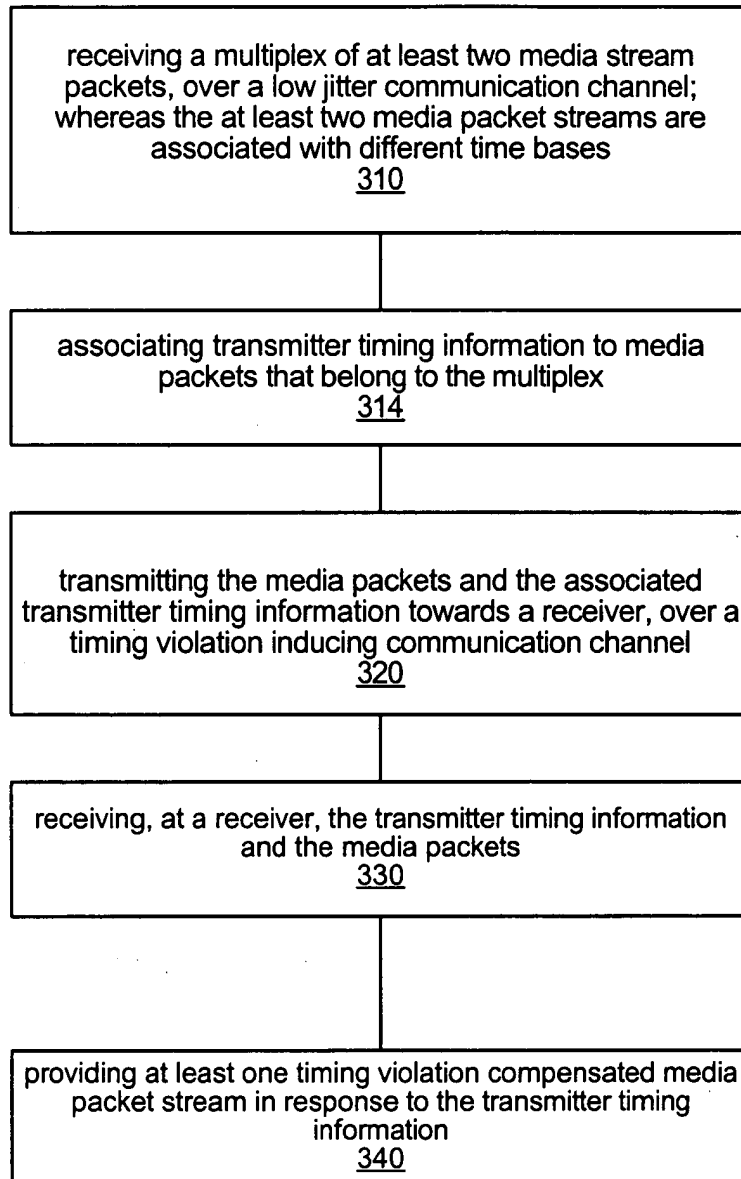 receiving a multiplex of at least two media stream
packets, over a low jitter communication channel;
whereas the at least two media packet streams are
associated with different time bases
310
associating transmitter timing information to media
packets that belong to the multiplex
314
transmitting the media packets and the associated
transmitter timing information towards a receiver, over a
timing violation inducing communication channel
320
receiving, at a receiver, the transmitter timing information
and the media packets
330
providing at least one timing violation compensated media
packet stream in response to the transmitter timing
information
340